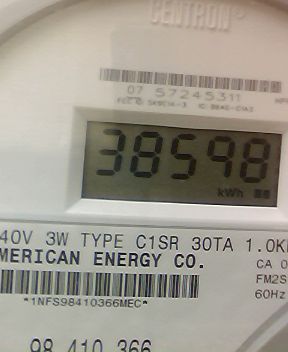 CENTRON®
07 57245311
38598
kWh
40V 3W TYPE C1SR 30TA 1.0K
MERICAN ENERGY CO.
CA 0
FM2S
60Hz
*1NFS98410366MEC*
98 410 366